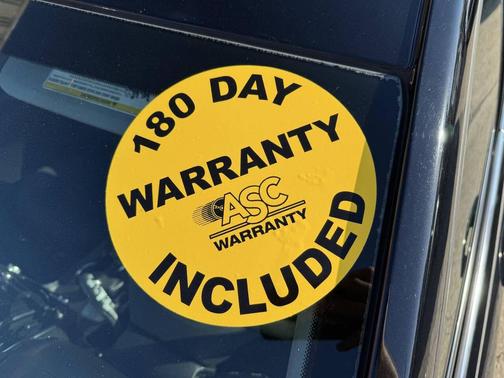 180 DAY
WARRANTY
ASC
WARRANTY
INCLUDED